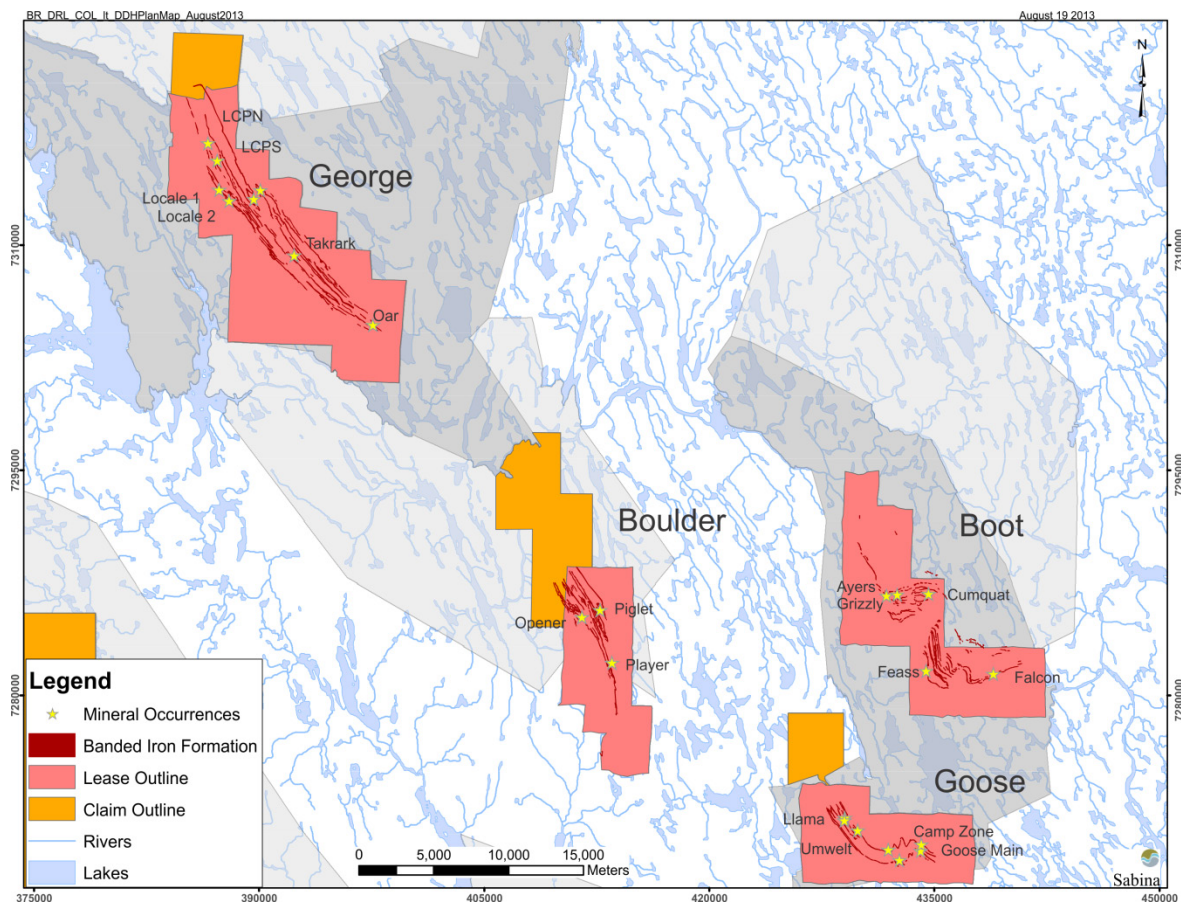 BR_DRL_COL_lt_DDHPlanMap_August2013
August 19 2013
N
LCPN
LCPS
George
Locale 1
Locale 2
Takrark
Oar
7310000
7310000
7295000
7295000
Boulder
Boot
Piglet
Opener
Player
Ayers
Grizzly
Cumquat
Feass
Falcon
7280000
7280000
Goose
Llama
Umwelt
Camp Zone
Goose Main
Legend
Mineral Occurrences
Banded Iron Formation
Lease Outline
Claim Outline
Rivers
Lakes
0 5,000 10,000 15,000
Meters
Sabina
375000 390000 405000 420000 435000 450000